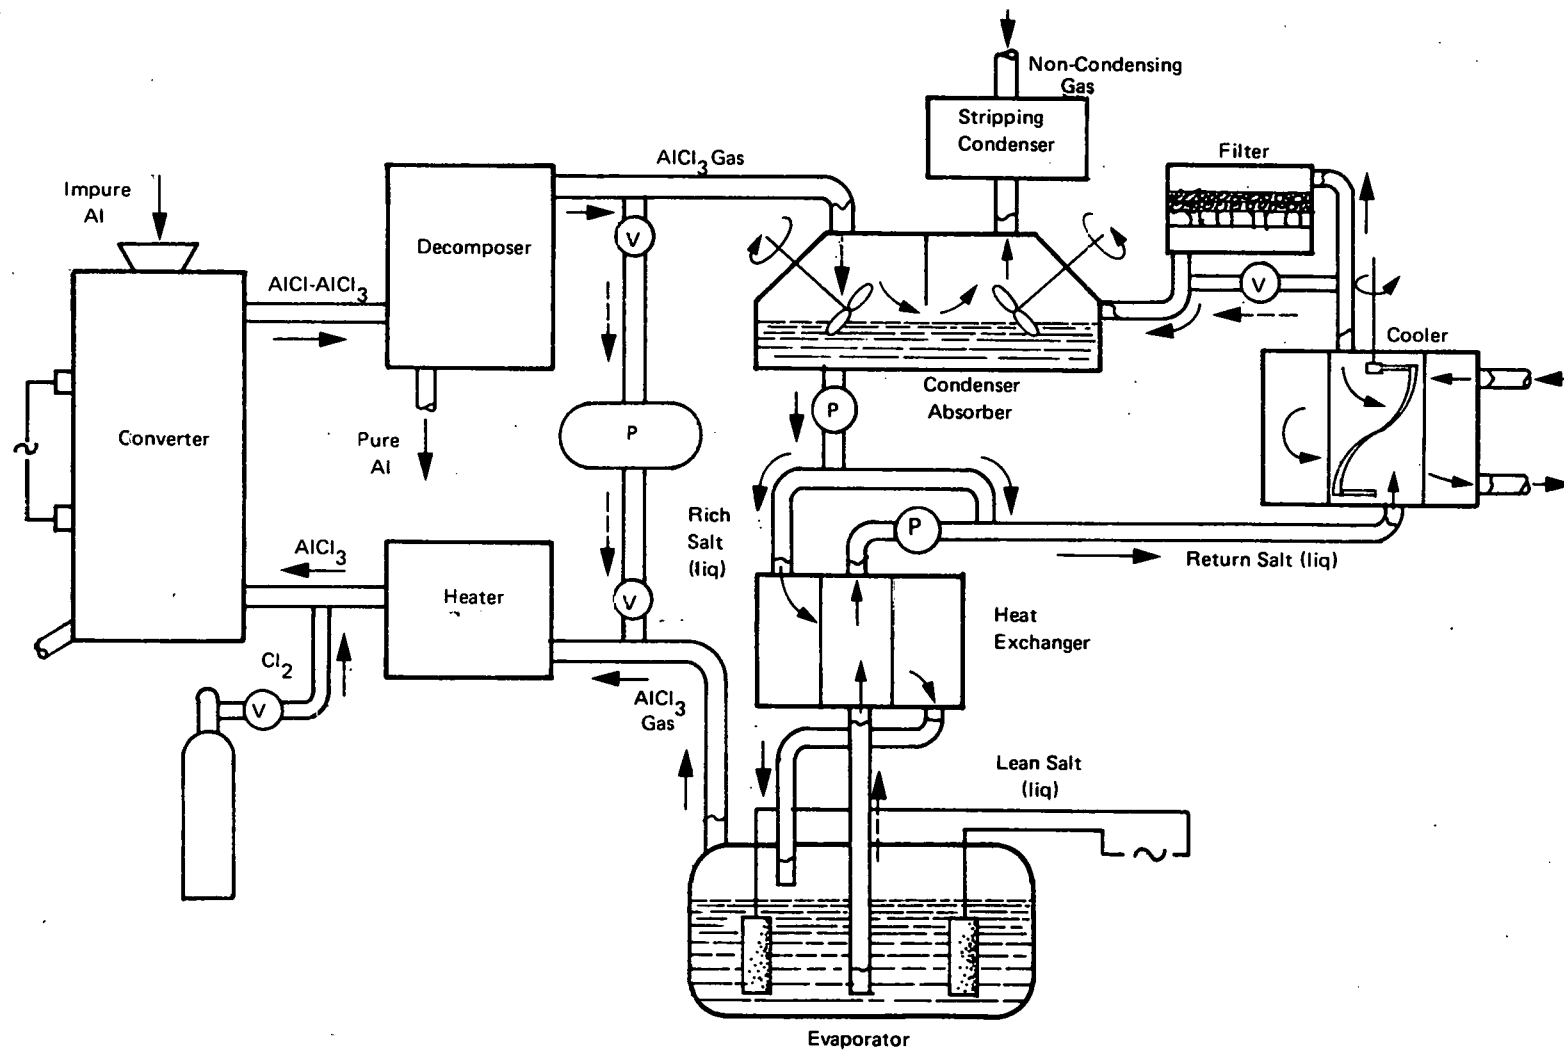 Non-Condensing
Gas
Stripping
Condenser
Filter
AlCl3 Gas
Impure
Al
Decomposer
V
AlCl-AlCl3
V
Cooler
Condenser
Absorber
P
P
Converter
Pure
Al
Rich
Salt
(liq)
P
Return Salt (liq)
AlCl3
Heater
V
Heat
Exchanger
Cl2
V
AlCl3
Gas
Lean Salt
(liq)
Evaporator